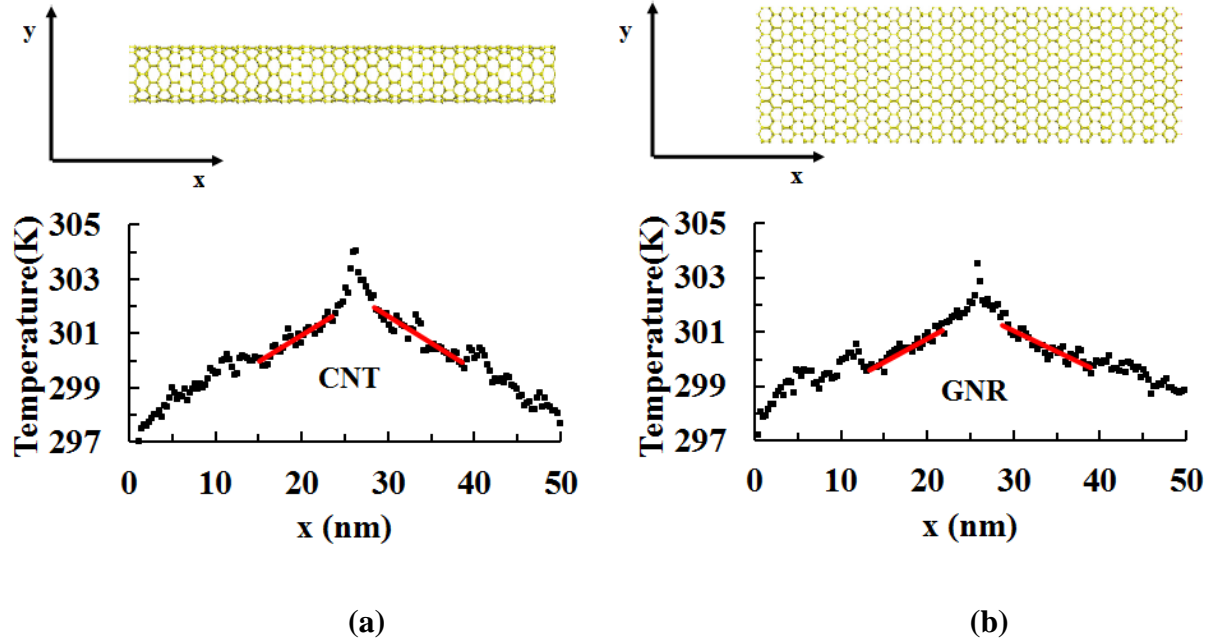 y
x
y
x
Temperature(K)
305
303
301
299
297
CNT
0 10 20 30 40 50
x (nm)
Temperature(K)
305
303
301
299
297
GNR
0 10 20 30 40 50
x (nm)
(a)
(b)